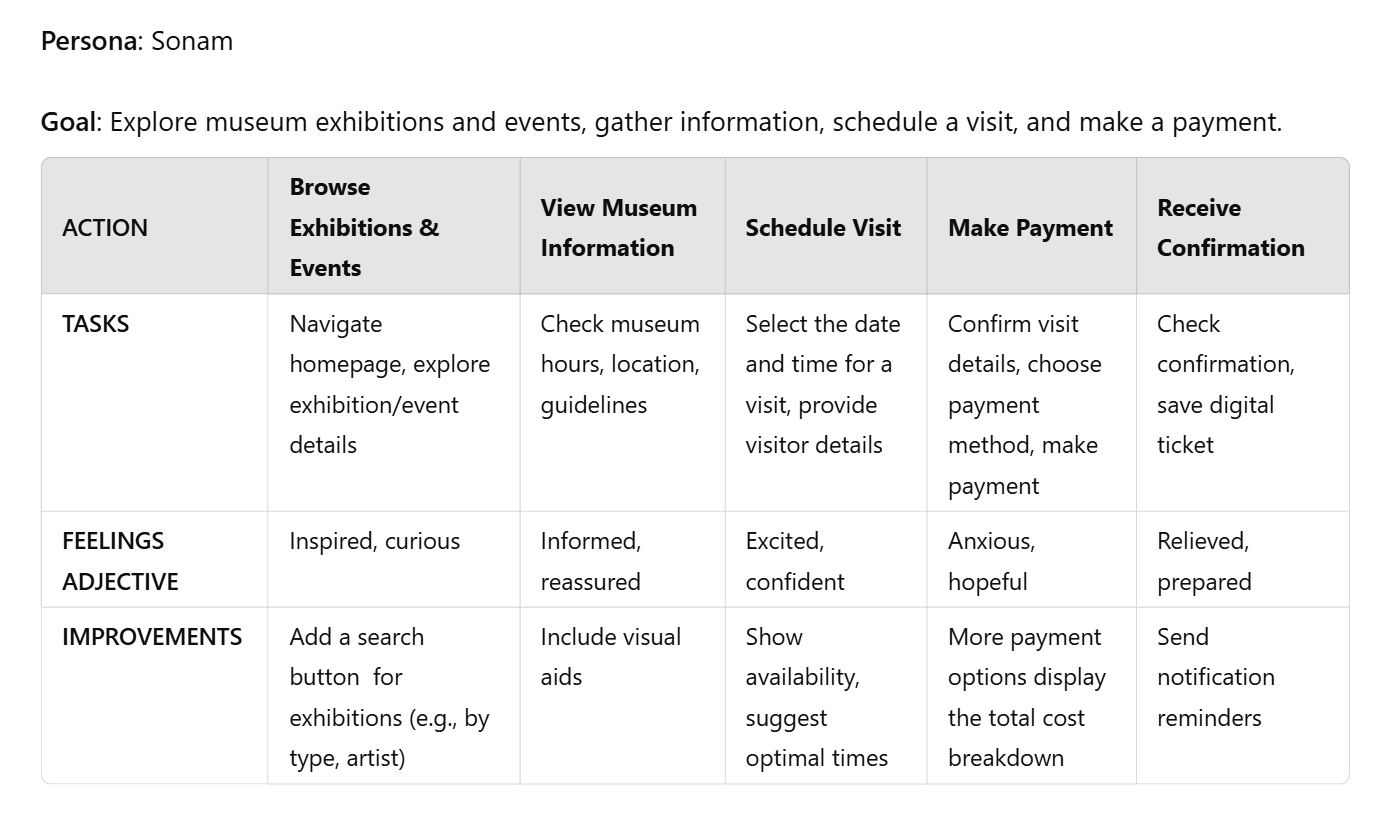 Persona: Sonam
Goal: Explore museum exhibitions and events, gather information, schedule a visit, and make a payment.
ACTION
Browse
Exhibitions &
Events
View Museum
Information
Schedule Visit
Make Payment
Receive
Confirmation
TASKS
Navigate
homepage, explore
exhibition/event
details
Check museum
hours, location,
guidelines
Select the date
and time for a
visit, provide
visitor details
Confirm visit
details, choose
payment
method, make
payment
Check
confirmation,
save digital
ticket
FEELINGS
ADJECTIVE
Inspired, curious
Informed,
reassured
Excited,
confident
Anxious,
hopeful
Relieved,
prepared
IMPROVEMENTS
Add a search
button  for
exhibitions (e.g., by
type, artist)
Include visual
aids
Show
availability,
suggest
optimal times
More payment
options display
the total cost
breakdown
Send
notification
reminders